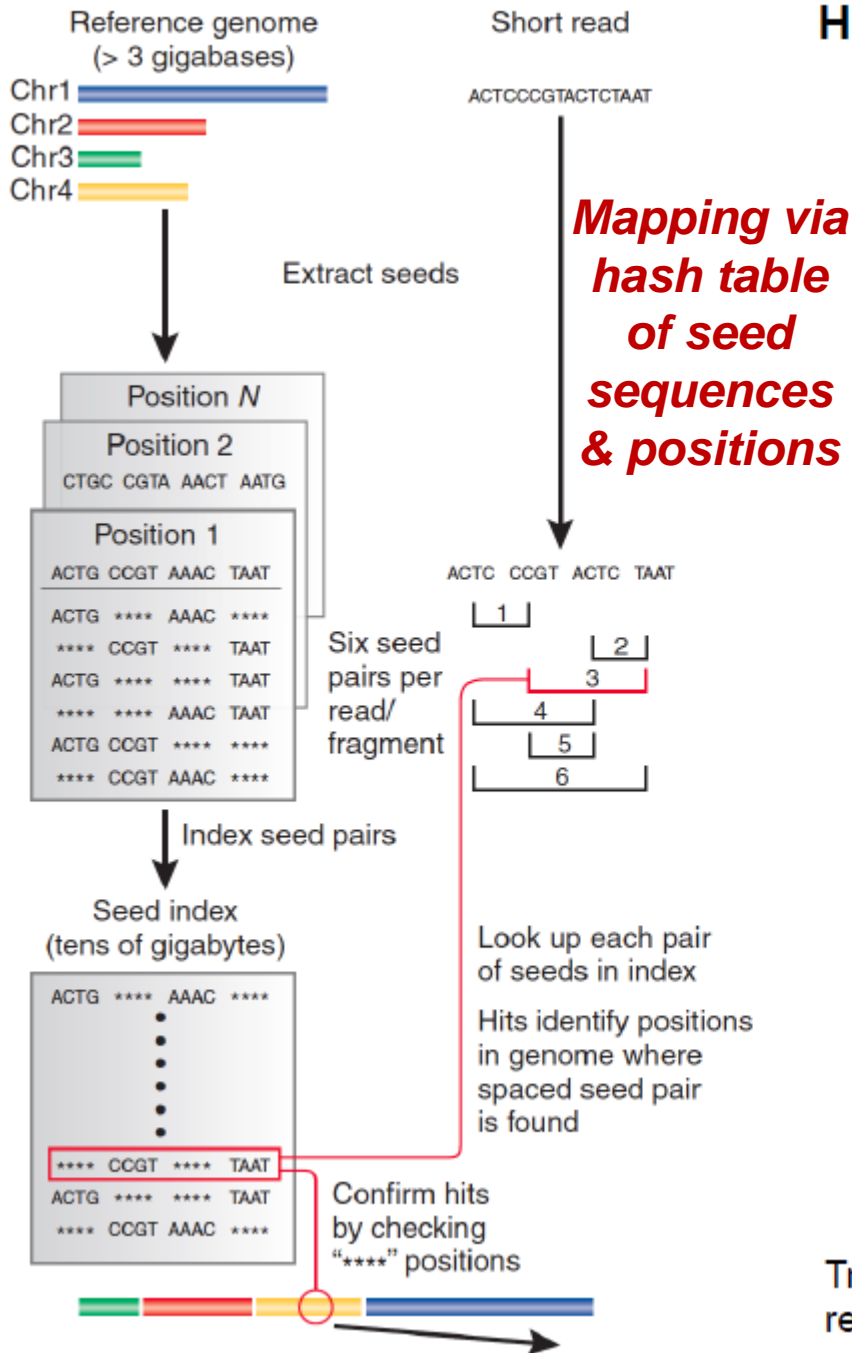 Reference genome
(> 3 gigabases)
Chr1
Chr2
Chr3
Chr4
Short read
H
ACTCCCGTACTCTAAT
Mapping via
hash table
of seed
sequences
& positions
Extract seeds
Position N
Position 2
CTGC CGTA AACT AATG
Position 1
ACTG CCGT AAAC TAAT
ACTG **** AAAC ****
**** CCGT **** TAAT
ACTG **** **** TAAT
**** **** AAAC TAAT
ACTG CCGT **** ****
**** CCGT AAAC ****
Six seed
pairs per
read/
fragment
ACTC CCGT ACTC TAAT
1
2
3
4
5
6
Index seed pairs
Seed index
(tens of gigabytes)
ACTG **** AAAC ****
**** CCGT **** TAAT
ACTG **** **** TAAT
**** CCGT AAAC ****
Look up each pair
of seeds in index
Hits identify positions
in genome where
spaced seed pair
is found
Confirm hits
by checking
"****" positions
Tr
re